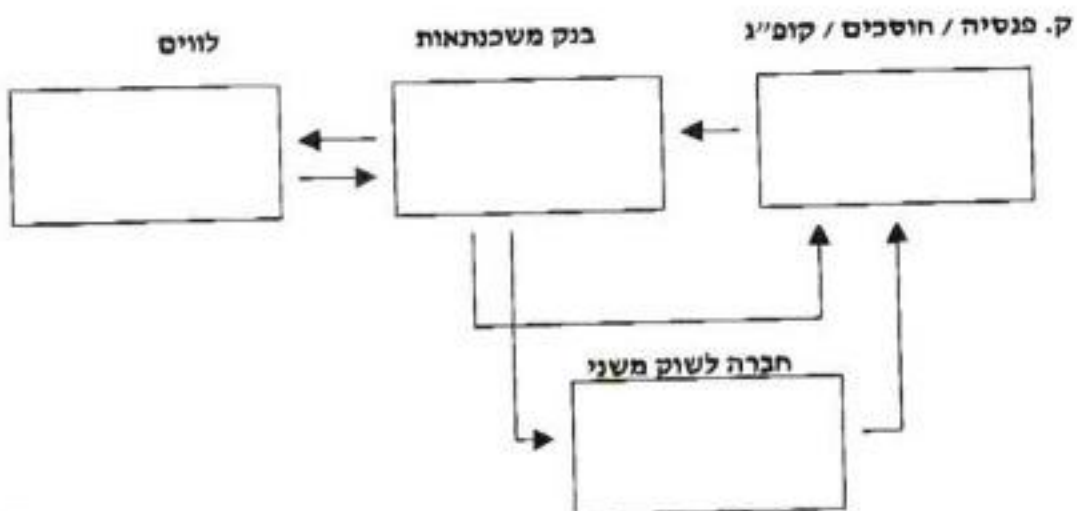 ק. פנסיה / חוסכים / קופ״ג
בנק משכנתאות
לווים
חברה לשוק משני